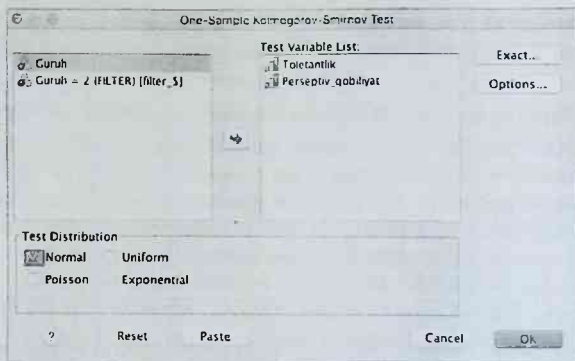 One-Sample Kolmogorov-Smirnov Test
Test Variable List:
Guruh
Guruh = 2 (FILTER) [filter_$]
Toletantlik
Perseptiv_qobiliyat
Exact...
Options...
Test Distribution
Normal
Uniform
Poisson
Exponential
?
Reset
Paste
Cancel
OK